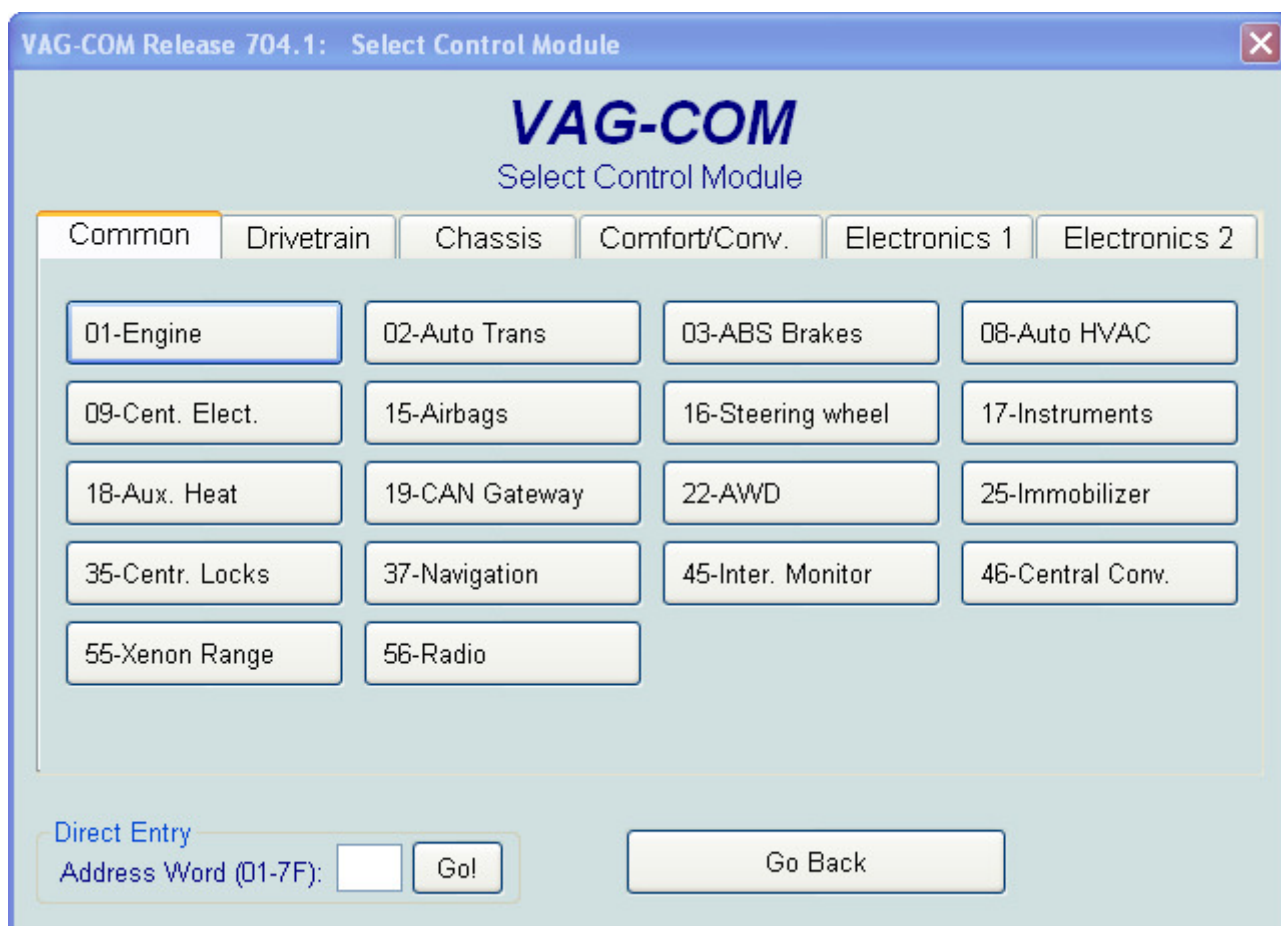 VAG-COM Release 704.1: Select Control Module
VAG-COM
Select Control Module
Common Drivetrain Chassis Comfort/Conv. Electronics 1 Electronics 2
01-Engine 02-Auto Trans 03-ABS Brakes 08-Auto HVAC
09-Cent. Elect. 15-Airbags 16-Steering wheel 17-Instruments
18-Aux. Heat 19-CAN Gateway 22-AWD 25-Immobilizer
35-Centr. Locks 37-Navigation 45-Inter. Monitor 46-Central Conv.
55-Xenon Range 56-Radio
Direct Entry
Address Word (01-7F): Go! Go Back